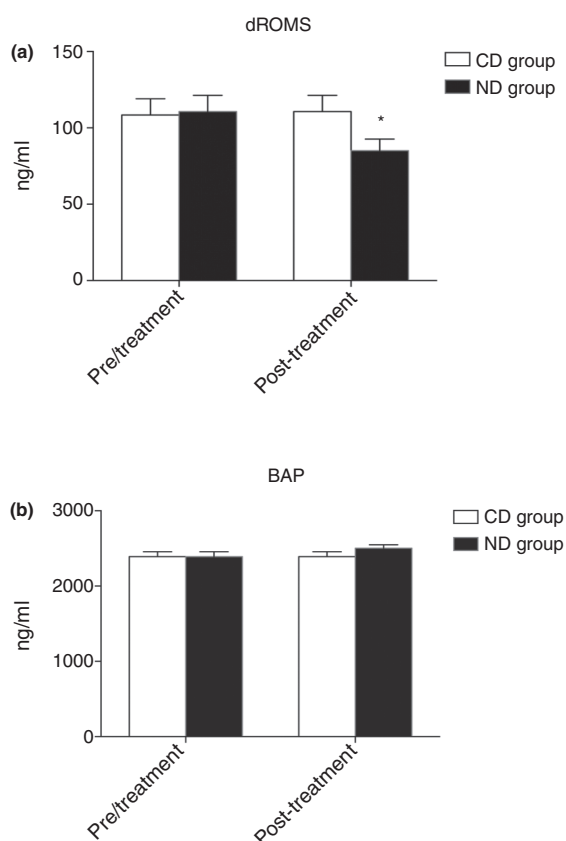 dROMS
(a)
150
100
50
0
ng/ml
CD group
ND group
*
Pre/treatment
Post-treatment
BAP
(b)
3000
2000
1000
0
ng/ml
CD group
ND group
Pre/treatment
Post-treatment